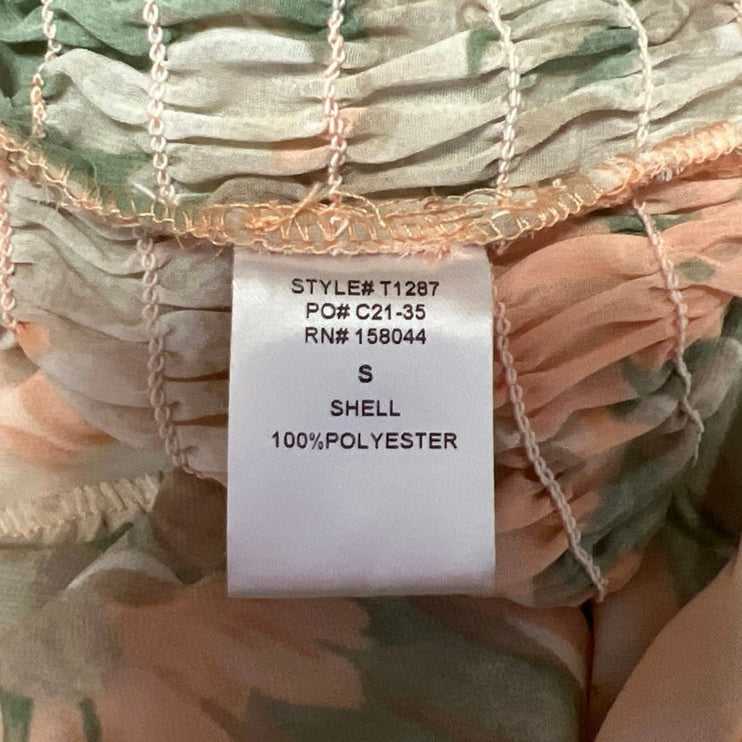 STYLE# T1287
PO# C21-35
RN# 158044
S
SHELL
100%POLYESTER